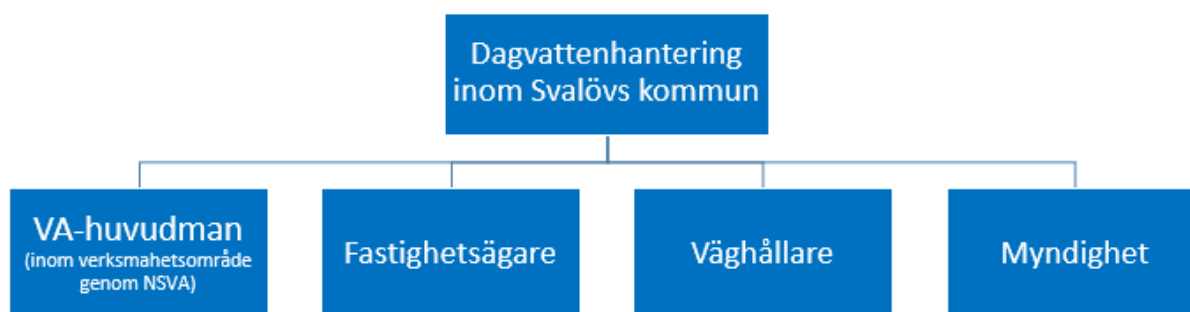 Dagvattenhantering
inom Svalövs kommun
VA-huvudman
(inom verksmahetsområde
genom NSVA)
Fastighetsägare
Väghållare
Myndighet